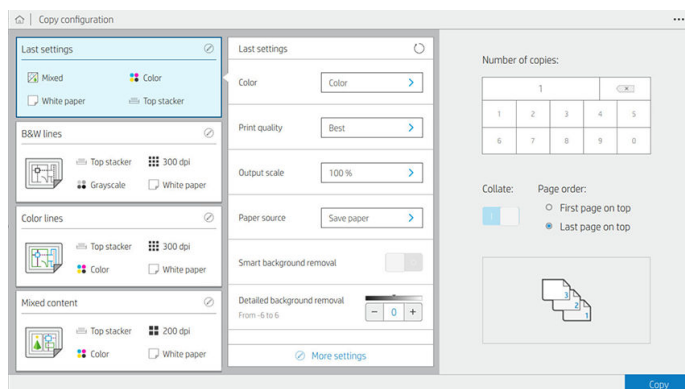 Copy configuration
Last settings
Mixed
Color
White paper
Top stacker
B&W lines
Top stacker
300 dpi
Grayscale
White paper
Color lines
Top stacker
300 dpi
Color
White paper
Mixed content
Top stacker
200 dpi
Color
White paper
Last settings
Color
Color
Print quality
Best
Output scale
100 %
Paper source
Save paper
Smart background removal
Detailed background removal
From -6 to 6
− 0 +
More settings
Number of copies:
1
1 2 3 4 5
6 7 8 9 0
Collate:
Page order:
First page on top
Last page on top
3
2
1
Copy